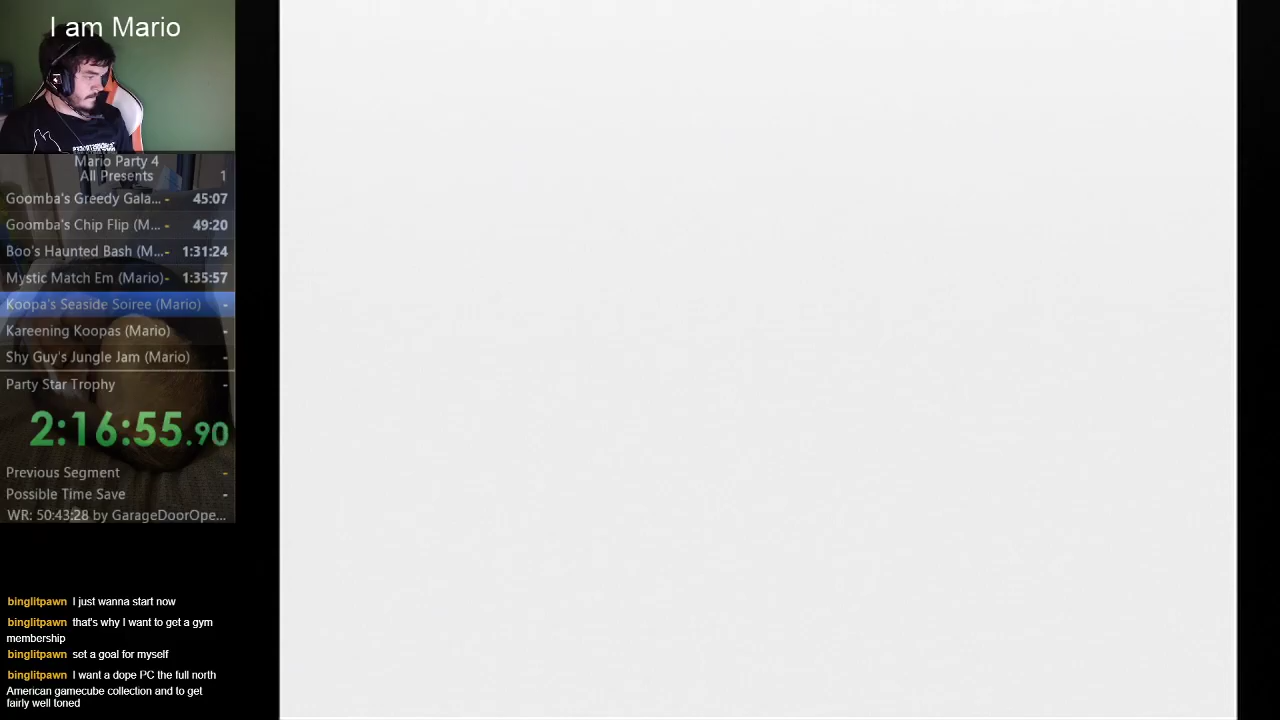 I am Mario
Mario Party 4
All Presents 1
Goomba's Greedy Gala... - 45:07
Goomba's Chip Flip (M... - 49:20
Boo's Haunted Bash (M... - 1:31:24
Mystic Match Em (Mario) - 1:35:57
Koopa's Seaside Soiree (Mario) -
Kareening Koopas (Mario) -
Shy Guy's Jungle Jam (Mario) -
Party Star Trophy -
2:16:55.90
Previous Segment -
Possible Time Save -
WR: 50:43:28 by GarageDoorOpe...
binglitpawn I just wanna start now
binglitpawn that's why I want to get a gym
membership
binglitpawn set a goal for myself
binglitpawn I want a dope PC the full north
American gamecube collection and to get
fairly well toned